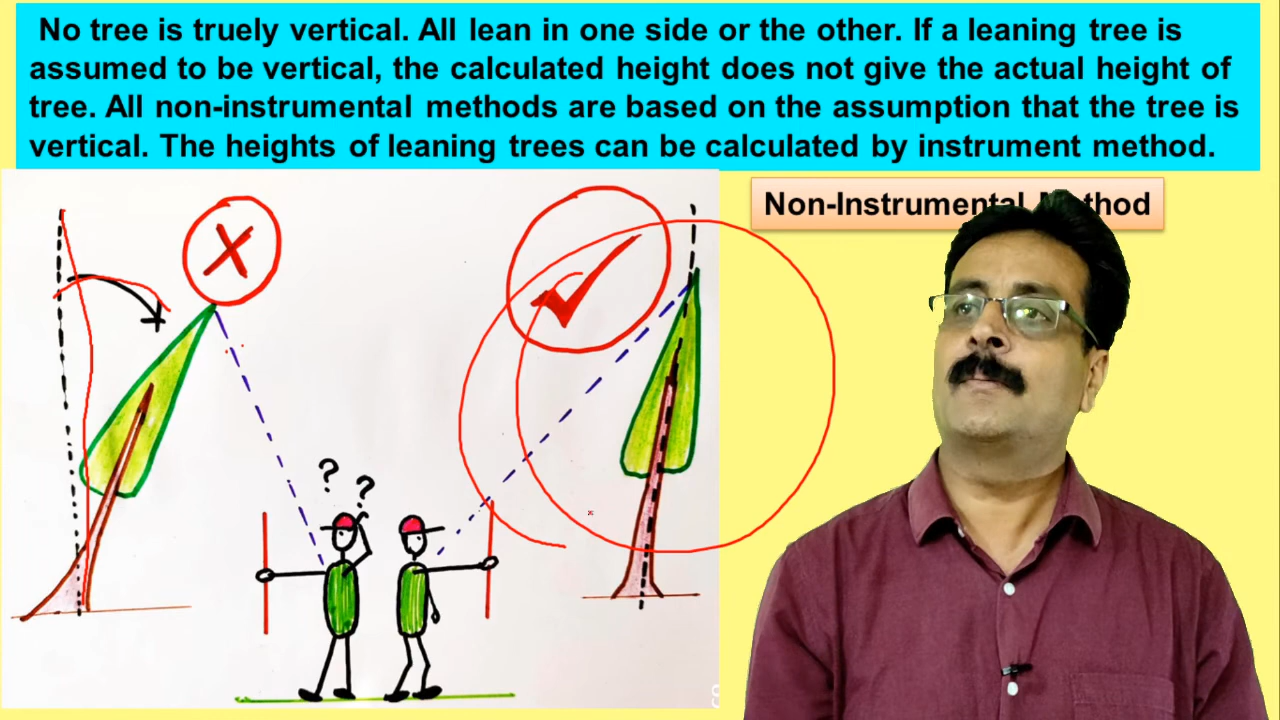 No tree is truely vertical. All lean in one side or the other. If a leaning tree is
assumed to be vertical, the calculated height does not give the actual height of
tree. All non-instrumental methods are based on the assumption that the tree is
vertical. The heights of leaning trees can be calculated by instrument method.
Non-Instrumental Method
? ?